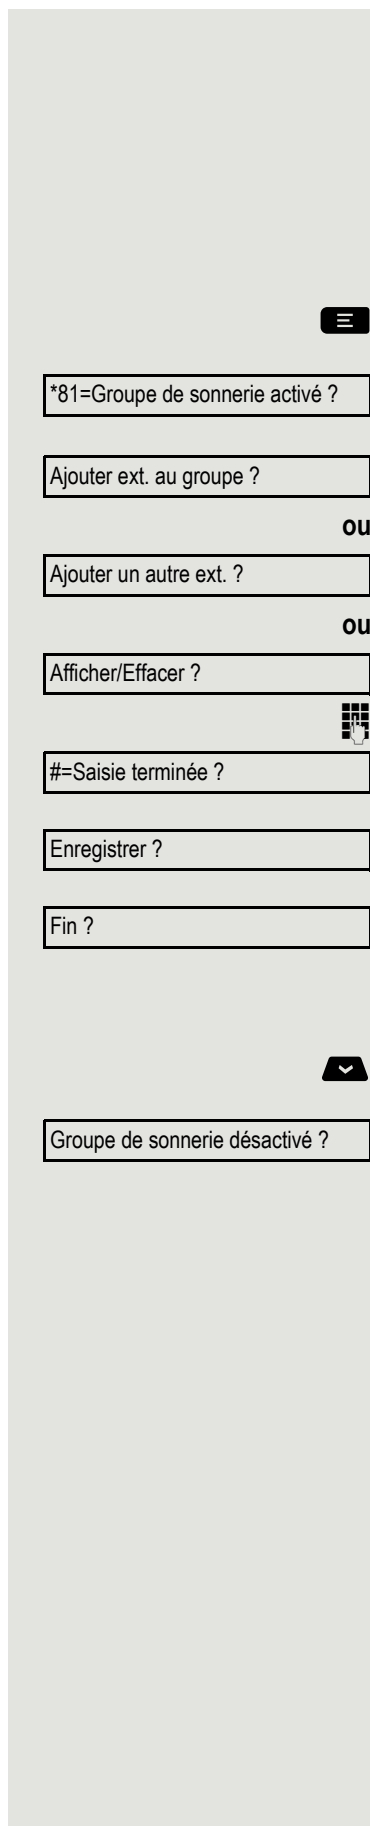 *81=Groupe de sonnerie activé ?
Ajouter ext. au groupe ?
ou
Ajouter un autre ext. ?
ou
Afficher/Effacer ?
#=Saisie terminée ?
Enregistrer ?
Fin ?
Groupe de sonnerie désactivé ?